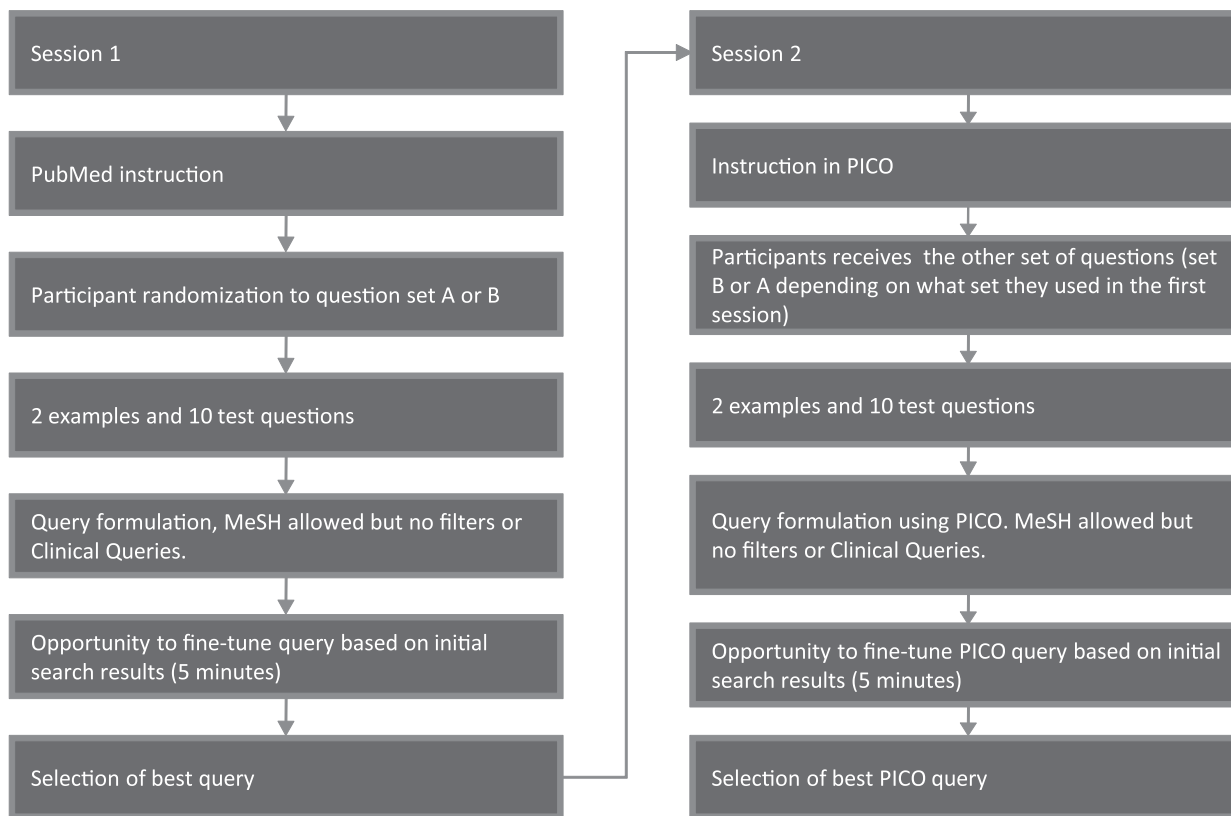 Session 1
PubMed instruction
Participant randomization to question set A or B
2 examples and 10 test questions
Query formulation, MeSH allowed but no filters or
Clinical Queries.
Opportunity to fine-tune query based on initial
search results (5 minutes)
Selection of best query
Session 2
Instruction in PICO
Participants receives  the other set of questions (set
B or A depending on what set they used in the first
session)
2 examples and 10 test questions
Query formulation using PICO. MeSH allowed but
no filters or Clinical Queries.
Opportunity to fine-tune PICO query based on initial
search results (5 minutes)
Selection of best PICO query